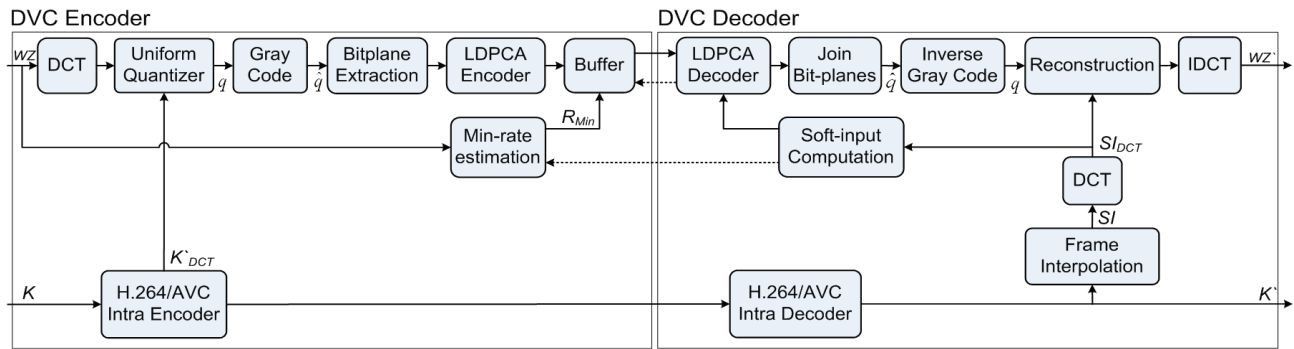 DVC Encoder
DVC Decoder
WZ
DCT
Uniform
Quantizer
q
Gray
Code
q̂
Bitplane
Extraction
LDPCA
Encoder
Buffer
LDPCA
Decoder
Join
Bit-planes
q̂
Inverse
Gray Code
q
Reconstruction
IDCT
WZ`
R_Min
Min-rate
estimation
Soft-input
Computation
SI_DCT
DCT
SI
Frame
Interpolation
K`_DCT
K
H.264/AVC
Intra Encoder
H.264/AVC
Intra Decoder
K`